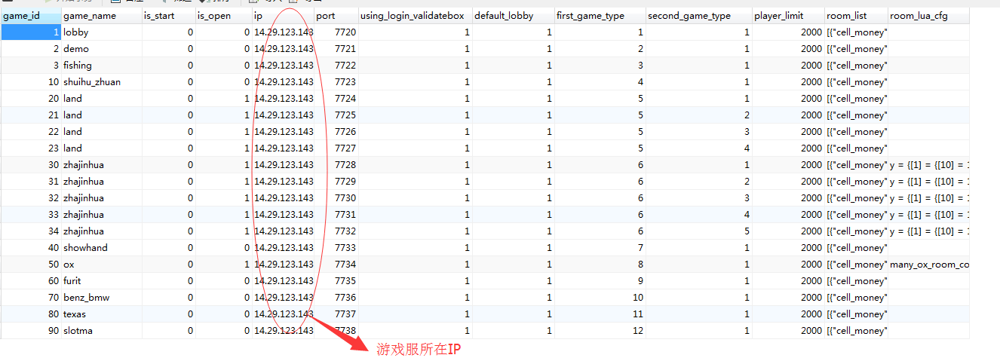 game_id game_name is_start is_open ip port using_login_validatebox default_lobby first_game_type second_game_type player_limit room_list room_lua_cfg
1 lobby 0 0 14.29.123.143 7720 1 1 1 1 2000 [{"cell_money"
2 demo 0 0 14.29.123.143 7721 1 1 2 1 2000 [{"cell_money"
3 fishing 0 0 14.29.123.143 7722 1 1 3 1 2000 [{"cell_money"
10 shuihu_zhuan 0 0 14.29.123.143 7723 1 1 4 1 2000 [{"cell_money"
20 land 0 1 14.29.123.143 7724 1 1 5 1 2000 [{"cell_money"
21 land 0 1 14.29.123.143 7725 1 1 5 2 2000 [{"cell_money"
22 land 0 1 14.29.123.143 7726 1 1 5 3 2000 [{"cell_money"
23 land 0 1 14.29.123.143 7727 1 1 5 4 2000 [{"cell_money"
30 zhajinhua 0 1 14.29.123.143 7728 1 1 6 1 2000 [{"cell_money" y = {[1] = {[10] = 1
31 zhajinhua 0 1 14.29.123.143 7729 1 1 6 2 2000 [{"cell_money" y = {[1] = {[10] = 1
32 zhajinhua 0 1 14.29.123.143 7730 1 1 6 3 2000 [{"cell_money" y = {[1] = {[10] = 1
33 zhajinhua 0 1 14.29.123.143 7731 1 1 6 4 2000 [{"cell_money" y = {[1] = {[10] = 1
34 zhajinhua 0 1 14.29.123.143 7732 1 1 6 5 2000 [{"cell_money" y = {[1] = {[10] = 1
40 showhand 0 0 14.29.123.143 7733 1 1 7 1 2000 [{"cell_money"
50 ox 0 1 14.29.123.143 7734 1 1 8 1 2000 [{"cell_money" many_ox_room_co
60 furit 0 0 14.29.123.143 7735 1 1 9 1 2000 [{"cell_money"
70 benz_bmw 0 0 14.29.123.143 7736 1 1 10 1 2000 [{"cell_money"
80 texas 0 0 14.29.123.143 7737 1 1 11 1 2000 [{"cell_money"
90 slotma 0 0 14.29.123.143 7738 1 1 12 1 2000 [{"cell_money"
游戏服所在IP